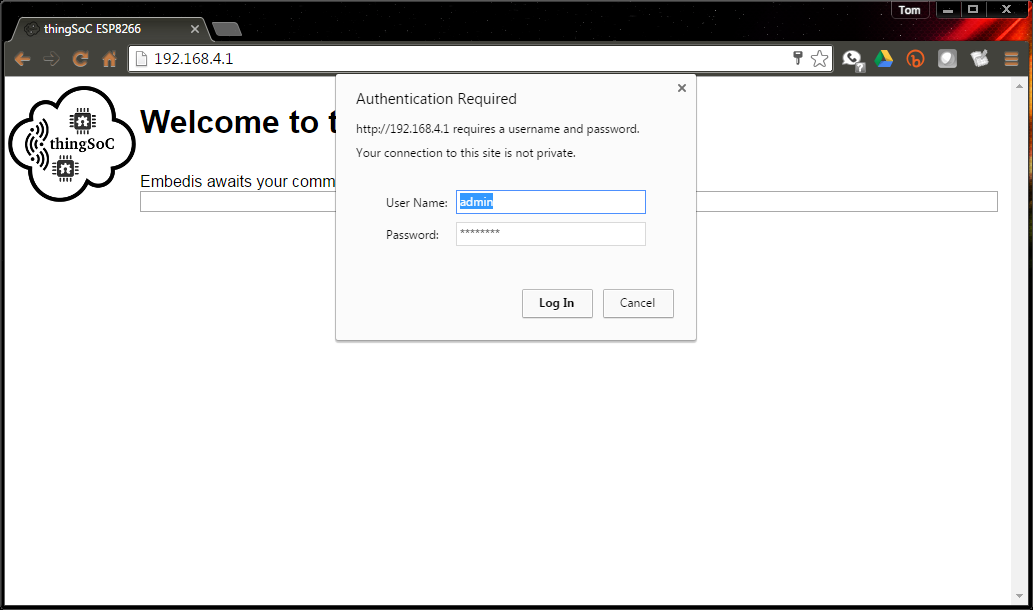 Tom
thingSoC ESP8266
192.168.4.1
Authentication Required
http://192.168.4.1 requires a username and password.
Your connection to this site is not private.
thingSoC
Welcome to t
Embedis awaits your comm
User Name: admin
Password: ********
Log In Cancel